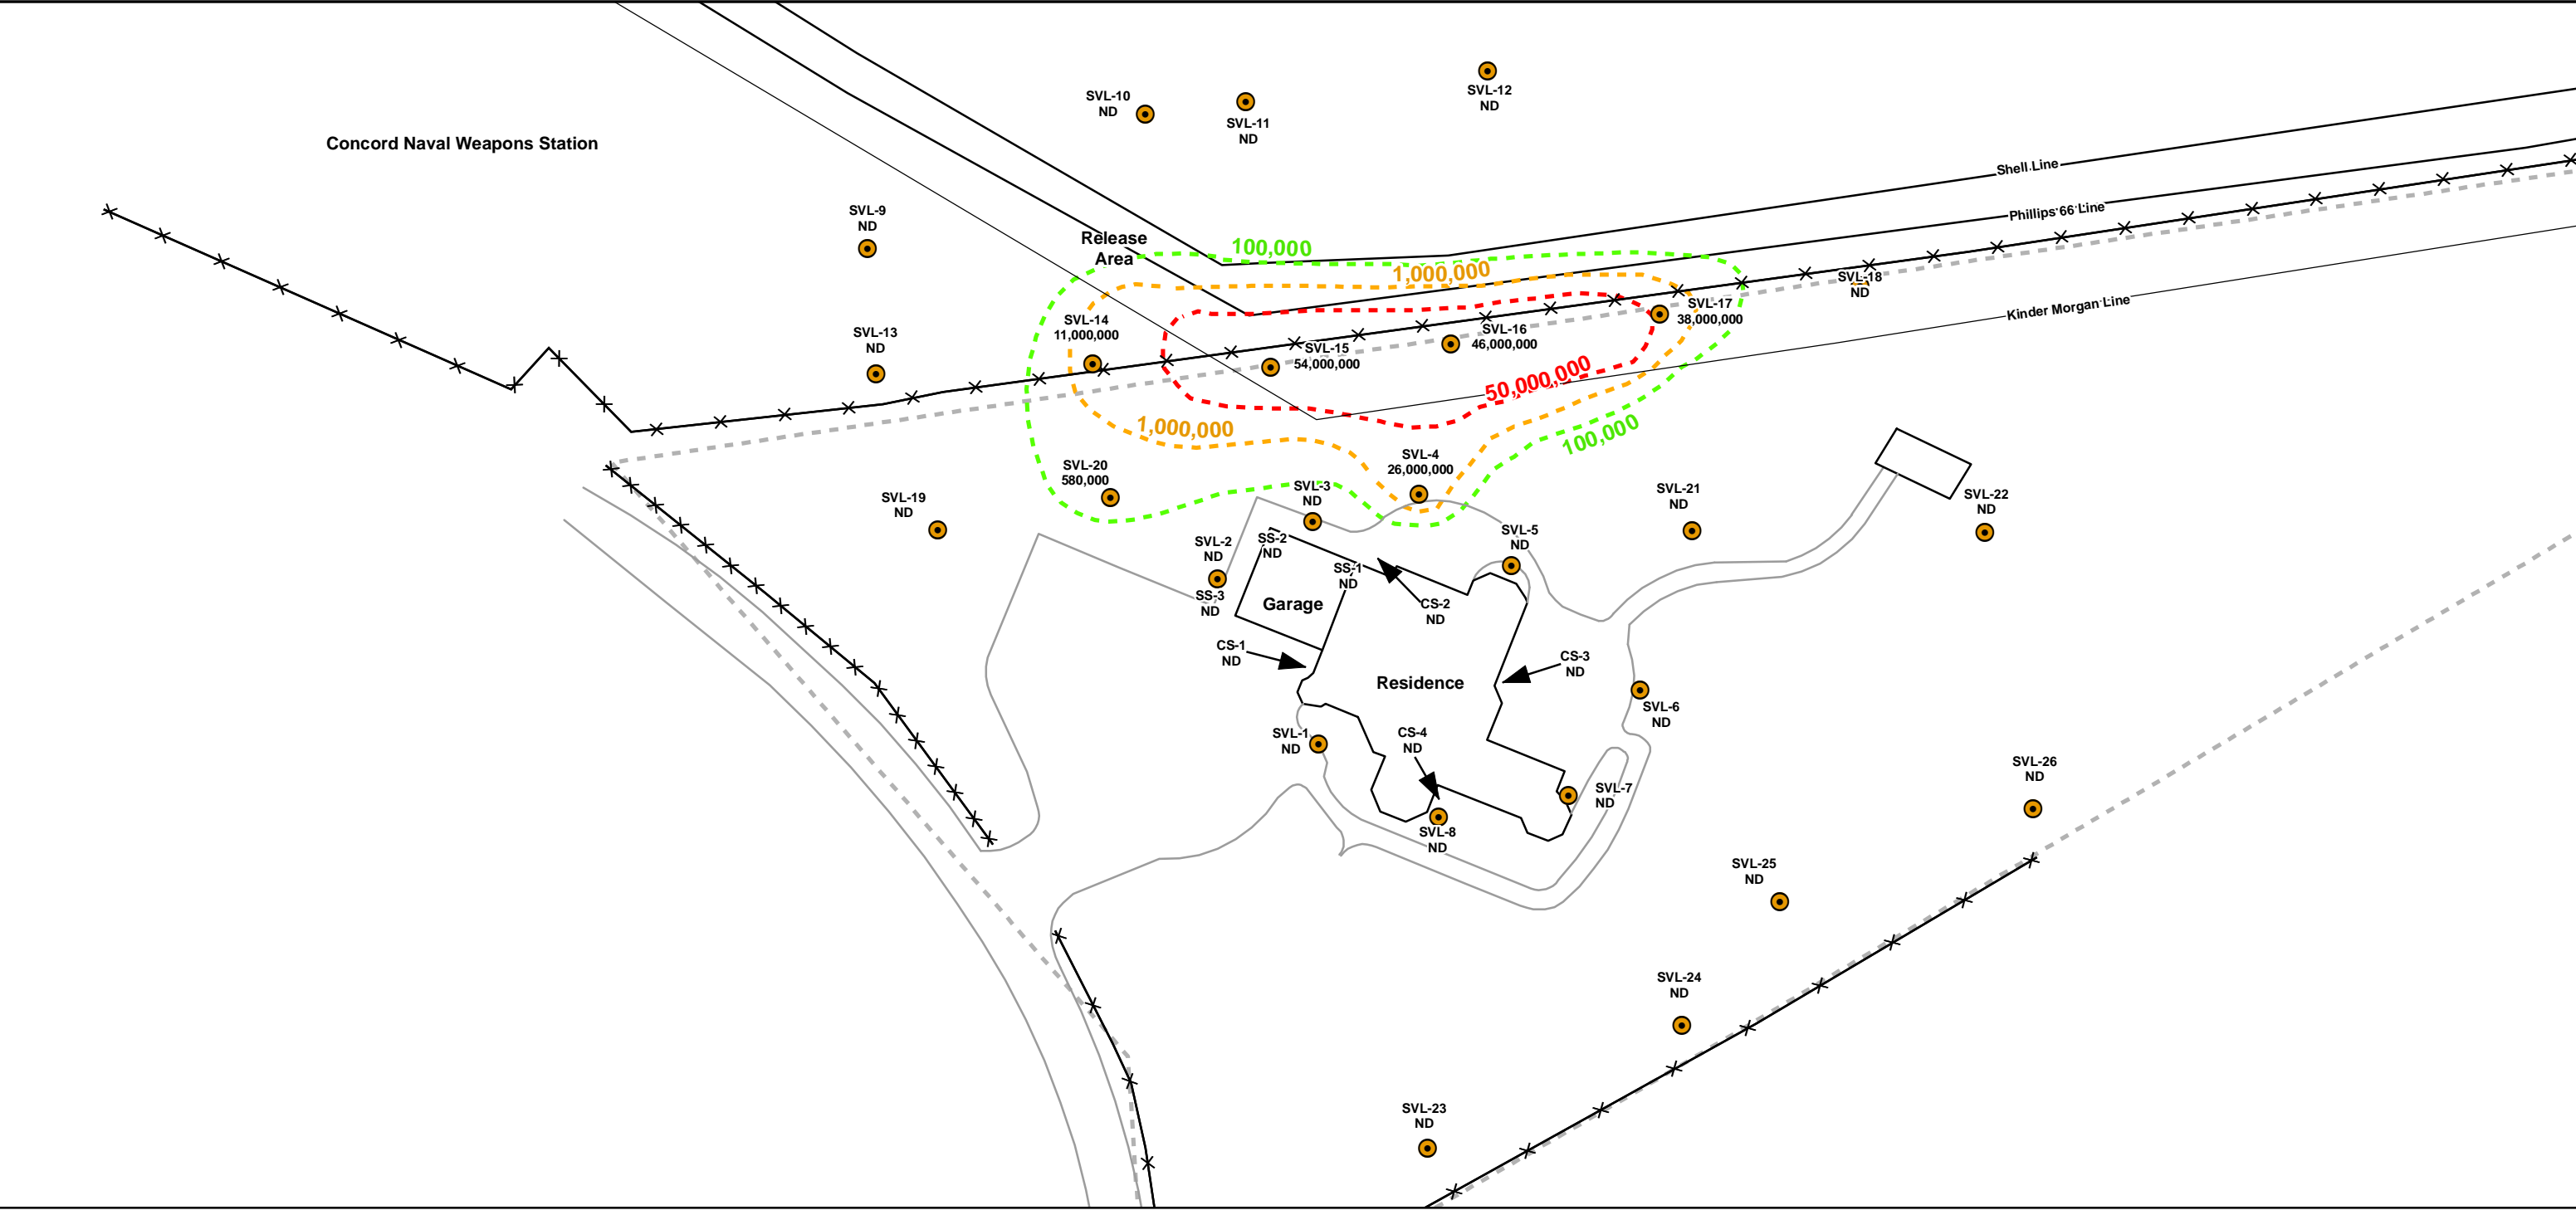 SVL-12
ND
SVL-10
ND
SVL-11
ND
Concord Naval Weapons Station
Shell Line
Phillips 66 Line
SVL-9
ND
Release
Area
100,000
1,000,000
SVL-18
ND
Kinder Morgan Line
SVL-17
38,000,000
SVL-14
11,000,000
SVL-13
ND
SVL-16
46,000,000
SVL-15
54,000,000
50,000,000
1,000,000
100,000
SVL-20
580,000
SVL-4
26,000,000
SVL-19
ND
SVL-3
ND
SVL-21
ND
SVL-22
ND
SVL-2
ND
SS-2
ND
SVL-5
ND
SS-1
ND
SS-3
ND
Garage
CS-2
ND
CS-1
ND
CS-3
ND
Residence
SVL-6
ND
SVL-1
ND
CS-4
ND
SVL-7
ND
SVL-8
ND
SVL-26
ND
SVL-25
ND
SVL-24
ND
SVL-23
ND